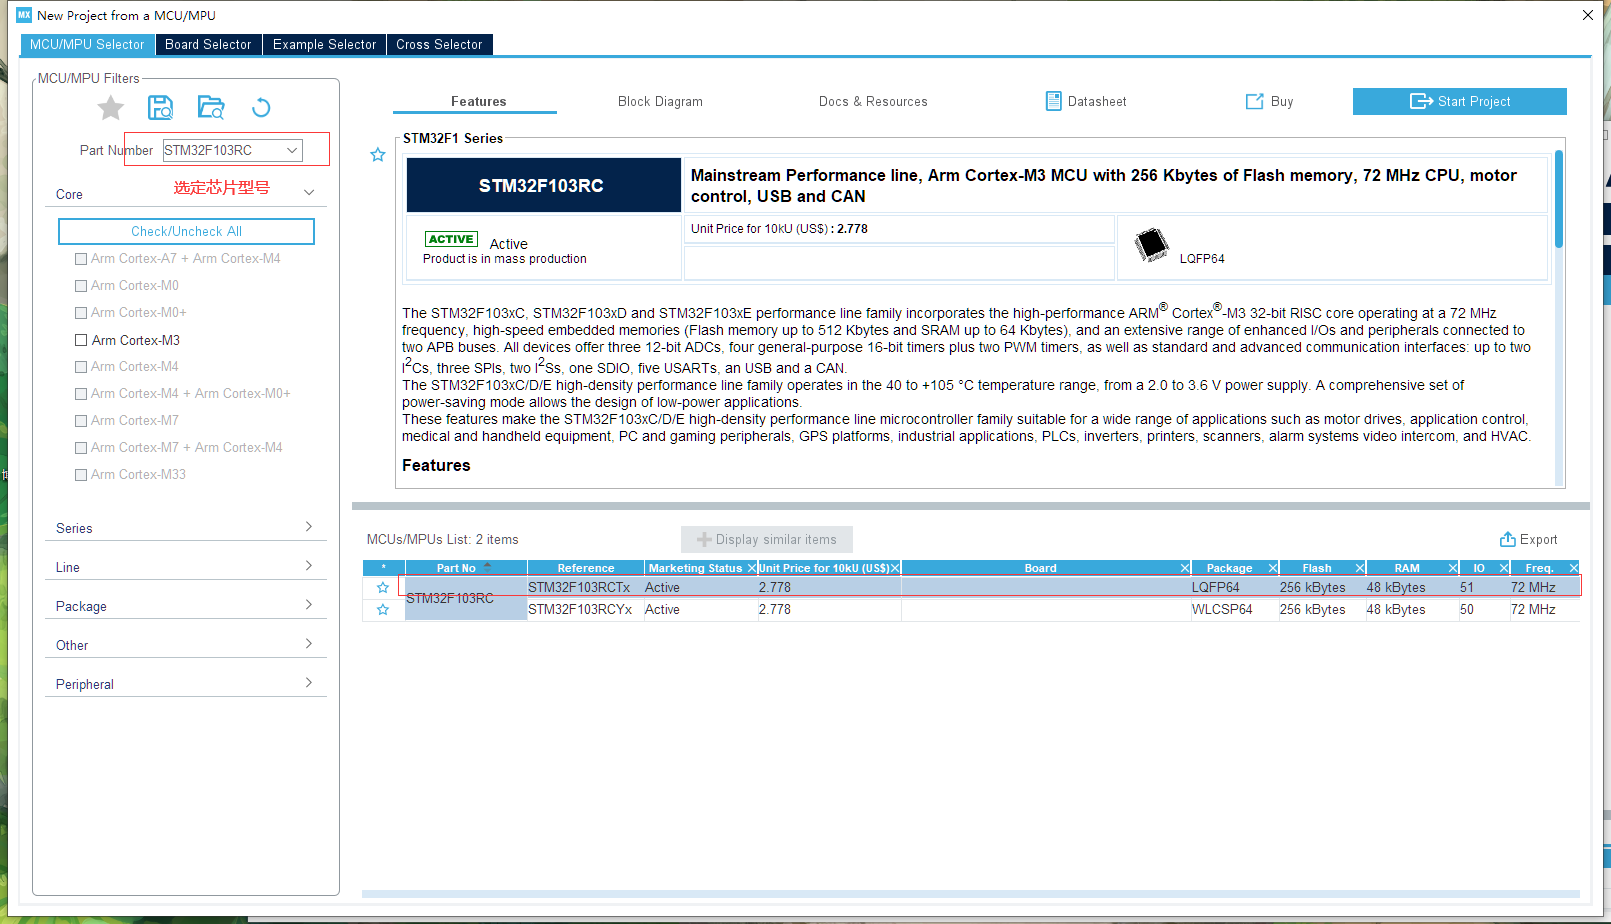 MX New Project from a MCU/MPU
MCU/MPU Selector Board Selector Example Selector Cross Selector
MCU/MPU Filters
Part Number STM32F103RC
选定芯片型号
Core
Check/Uncheck All
Arm Cortex-A7 + Arm Cortex-M4
Arm Cortex-M0
Arm Cortex-M0+
Arm Cortex-M3
Arm Cortex-M4
Arm Cortex-M4 + Arm Cortex-M0+
Arm Cortex-M7
Arm Cortex-M7 + Arm Cortex-M4
Arm Cortex-M33
Series
Line
Package
Other
Peripheral
Features Block Diagram Docs & Resources Datasheet Buy Start Project
STM32F1 Series
STM32F103RC
Mainstream Performance line, Arm Cortex-M3 MCU with 256 Kbytes of Flash memory, 72 MHz CPU, motor
control, USB and CAN
ACTIVE Active
Product is in mass production
Unit Price for 10kU (US$) : 2.778
LQFP64
The STM32F103xC, STM32F103xD and STM32F103xE performance line family incorporates the high-performance ARM® Cortex®-M3 32-bit RISC core operating at a 72 MHz
frequency, high-speed embedded memories (Flash memory up to 512 Kbytes and SRAM up to 64 Kbytes), and an extensive range of enhanced I/Os and peripherals connected to
two APB buses. All devices offer three 12-bit ADCs, four general-purpose 16-bit timers plus two PWM timers, as well as standard and advanced communication interfaces: up to two
I²Cs, three SPIs, two I²Ss, one SDIO, five USARTs, an USB and a CAN.
The STM32F103xC/D/E high-density performance line family operates in the 40 to +105 °C temperature range, from a 2.0 to 3.6 V power supply. A comprehensive set of
power-saving mode allows the design of low-power applications.
These features make the STM32F103xC/D/E high-density performance line microcontroller family suitable for a wide range of applications such as motor drives, application control,
medical and handheld equipment, PC and gaming peripherals, GPS platforms, industrial applications, PLCs, inverters, printers, scanners, alarm systems video intercom, and HVAC.
Features
MCUs/MPUs List: 2 items Display similar items Export
* Part No Reference Marketing Status Unit Price for 10kU (US$) Board Package Flash RAM IO Freq.
STM32F103RC STM32F103RCTx Active 2.778 LQFP64 256 kBytes 48 kBytes 51 72 MHz
STM32F103RCYx Active 2.778 WLCSP64 256 kBytes 48 kBytes 50 72 MHz